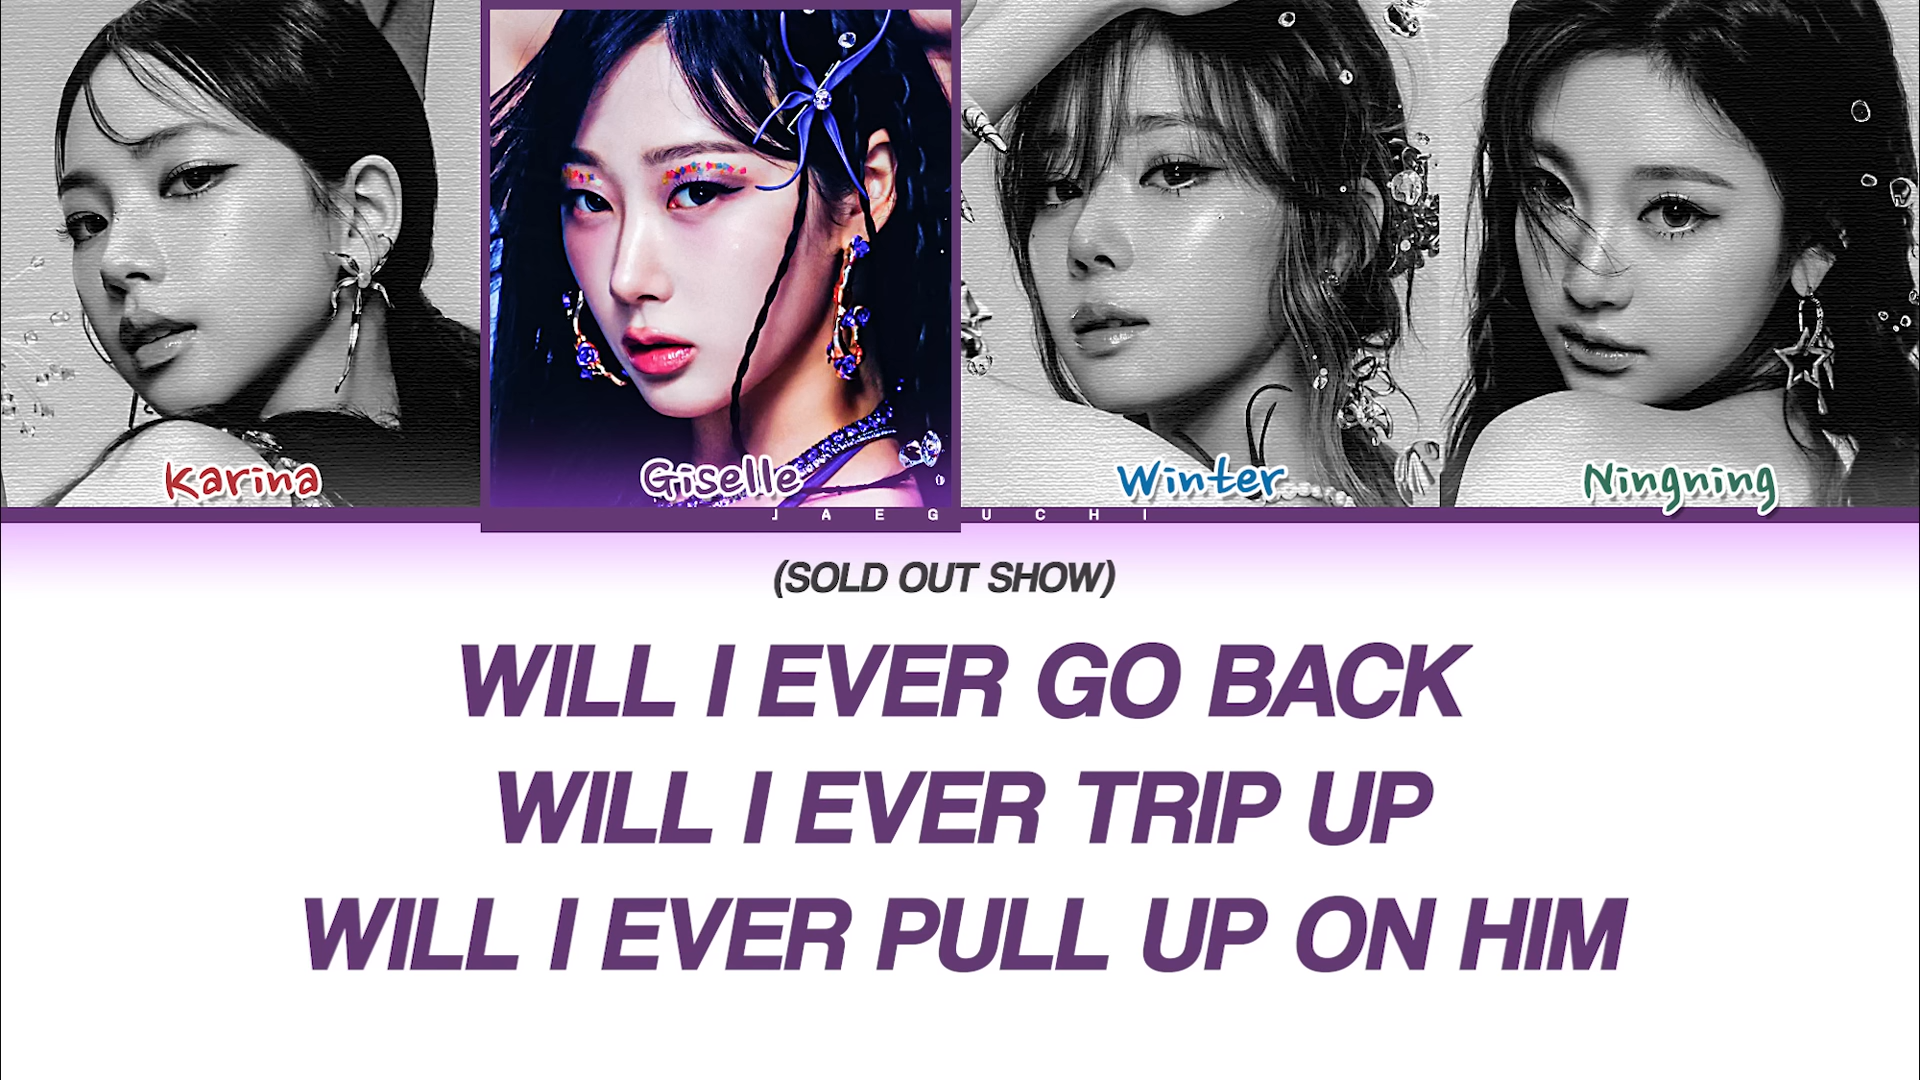 Karina
Giselle
Winter
Ningning
JAEGUCHI
(SOLD OUT SHOW)
WILL I EVER GO BACK
WILL I EVER TRIP UP
WILL I EVER PULL UP ON HIM